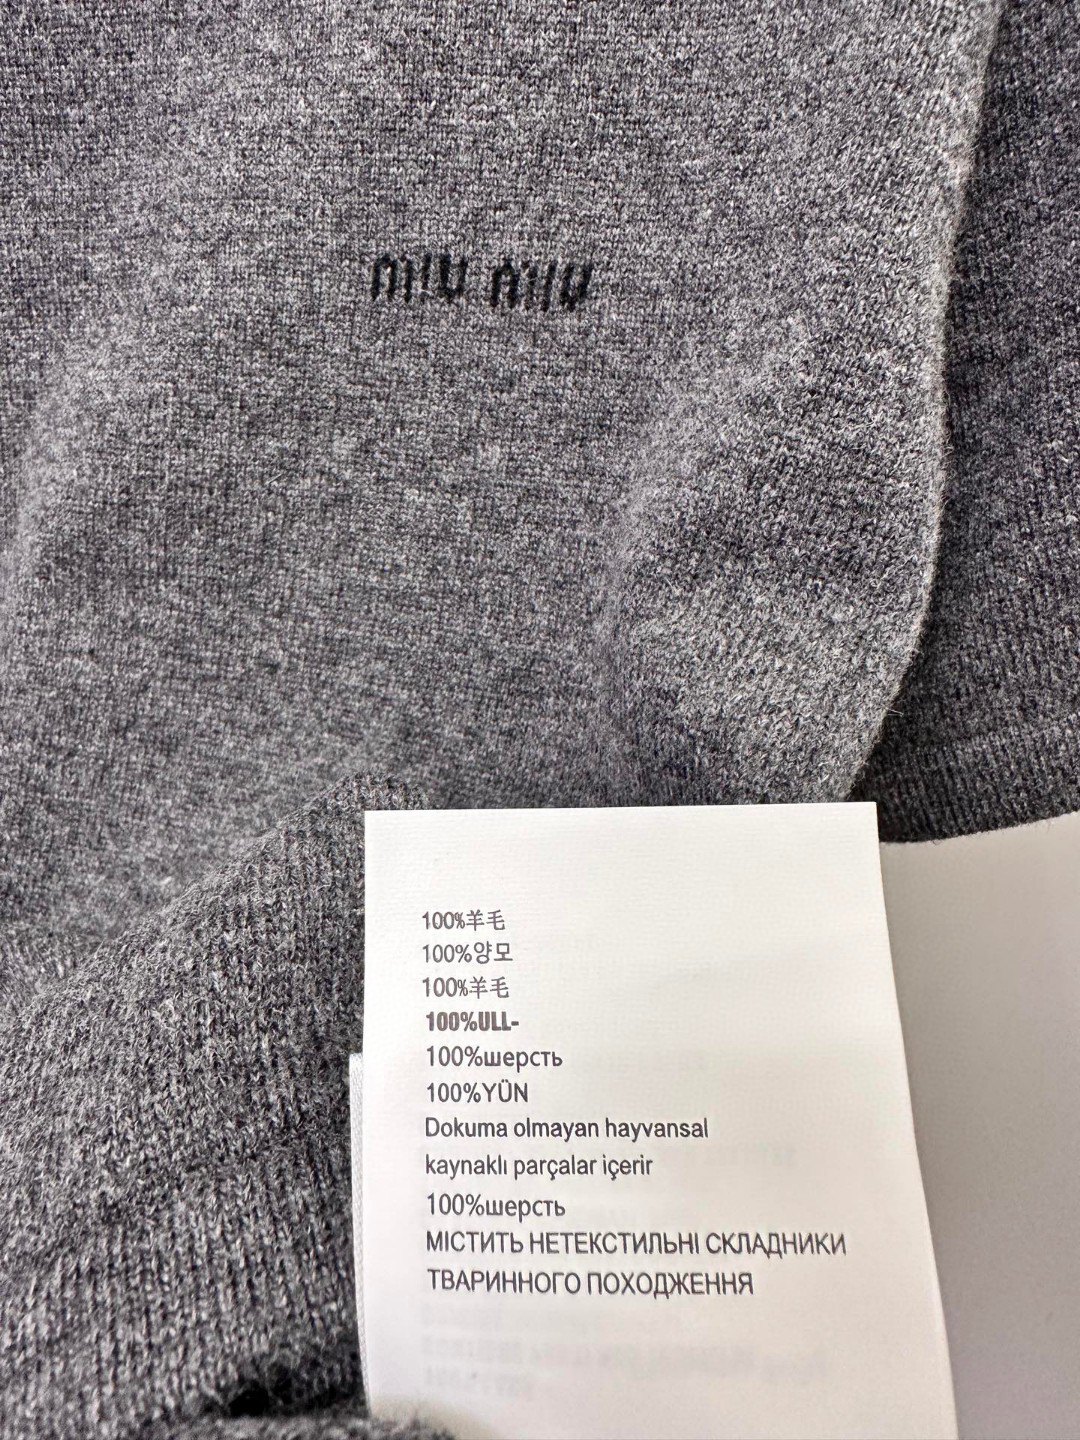 miu miu
100%羊毛
100%양모
100%羊毛
100%ULL-
100%шерсть
100%YÜN
Dokuma olmayan hayvansal
kaynaklı parçalar içerir
100%шерсть
МІСТИТЬ НЕТЕКСТИЛЬНІ СКЛАДНИКИ
ТВАРИННОГО ПОХОДЖЕННЯ